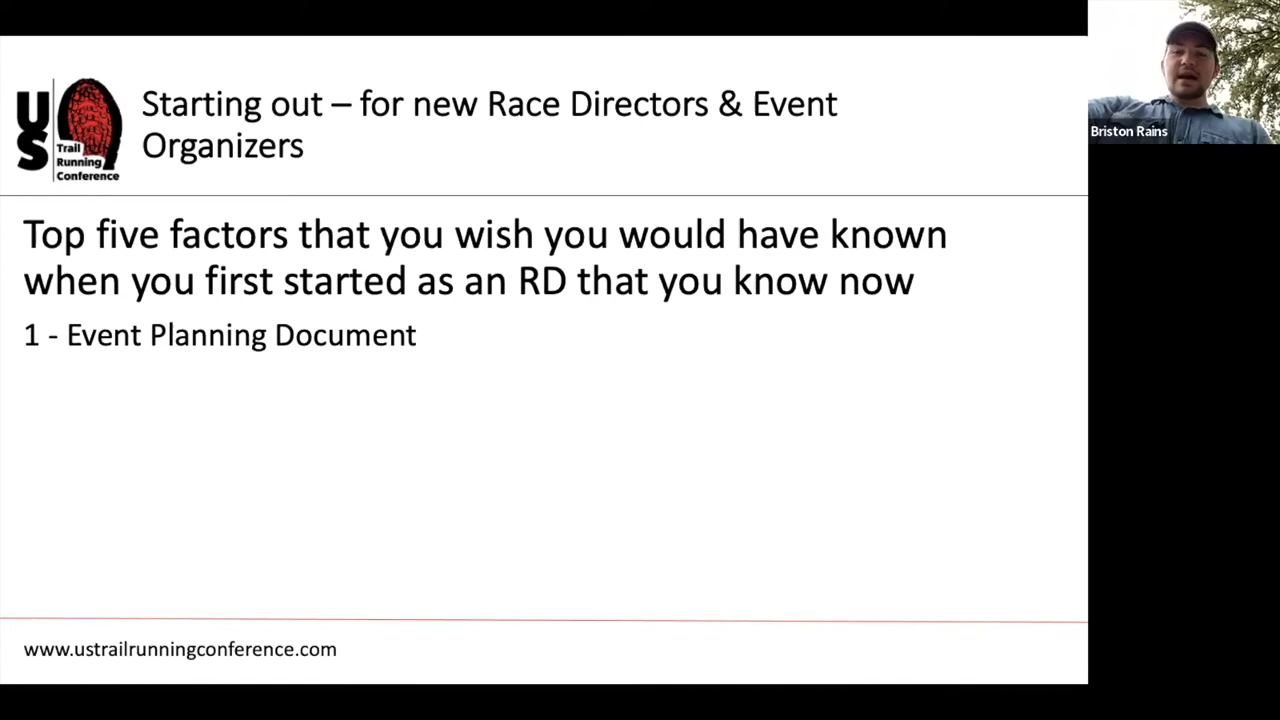 US
Trail
Running
Conference
Starting out – for new Race Directors & Event
Organizers
Top five factors that you wish you would have known
when you first started as an RD that you know now
1 - Event Planning Document
www.ustrailrunningconference.com
Briston Rains